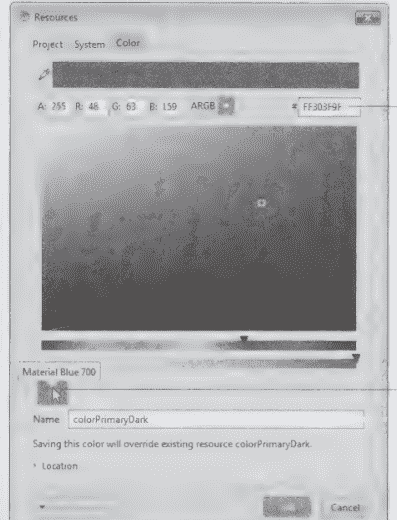 Resources
Project System Color
A: 255 R: 48 G: 63 B: 159 ARGB # FF303F9F
Material Blue 700
Name colorPrimaryDark
Saving this color will override existing resource colorPrimaryDark.
Location
Cancel